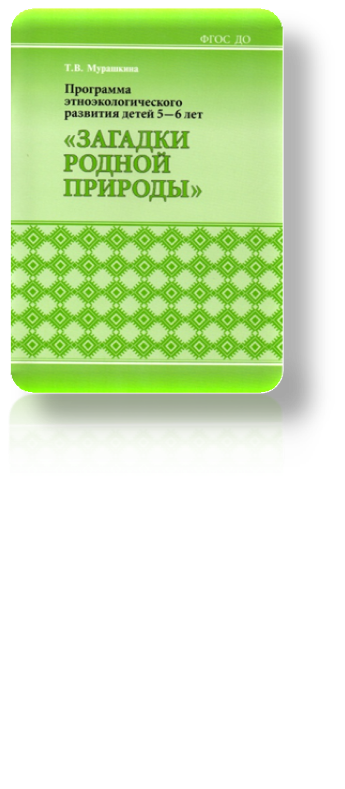 ФГОС ДО
Т.В. Мурашкина
Программа
этноэкологического
развития детей 5—6 лет
«ЗАГАДКИ
РОДНОЙ
ПРИРОДЫ»